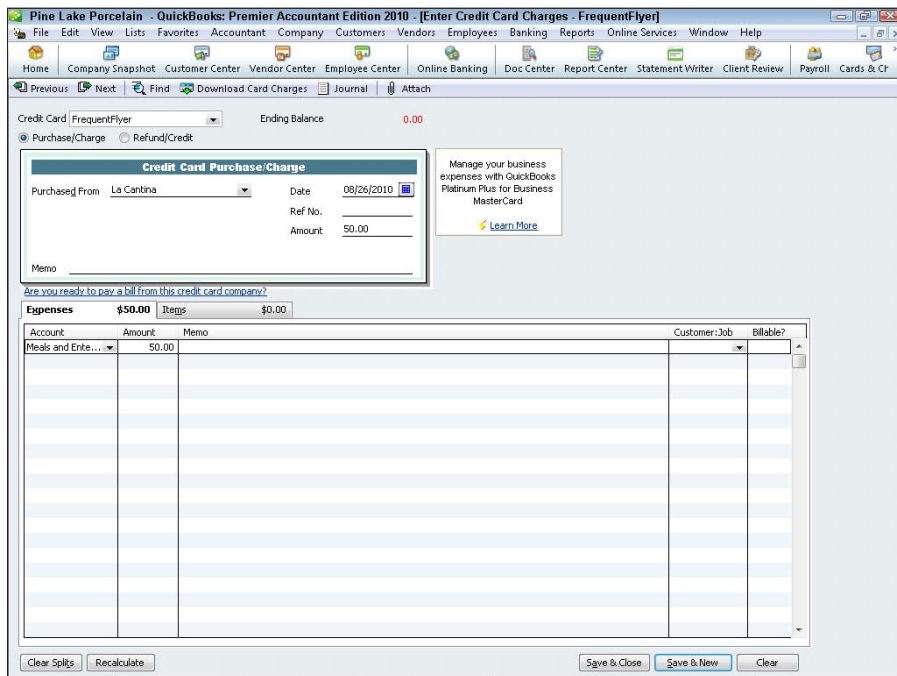 Pine Lake Porcelain - QuickBooks: Premier Accountant Edition 2010 - [Enter Credit Card Charges - FrequentFlyer]
File Edit View Lists Favorites Accountant Company Customers Vendors Employees Banking Reports Online Services Window Help
Home Company Snapshot Customer Center Vendor Center Employee Center Online Banking Doc Center Report Center Statement Writer Client Review Payroll Cards & Cr
Previous Next Find Download Card Charges Journal Attach
Credit Card FrequentFlyer Ending Balance 0.00
Purchase/Charge Refund/Credit
Credit Card Purchase/Charge
Purchased From La Cantina Date 08/26/2010
Ref No.
Amount 50.00
Memo
Manage your business
expenses with QuickBooks
Platinum Plus for Business
MasterCard
Learn More
Are you ready to pay a bill from this credit card company?
Expenses $50.00 Items $0.00
Account Amount Memo Customer:Job Billable?
Meals and Ente... 50.00
Clear Splits Recalculate Save & Close Save & New Clear